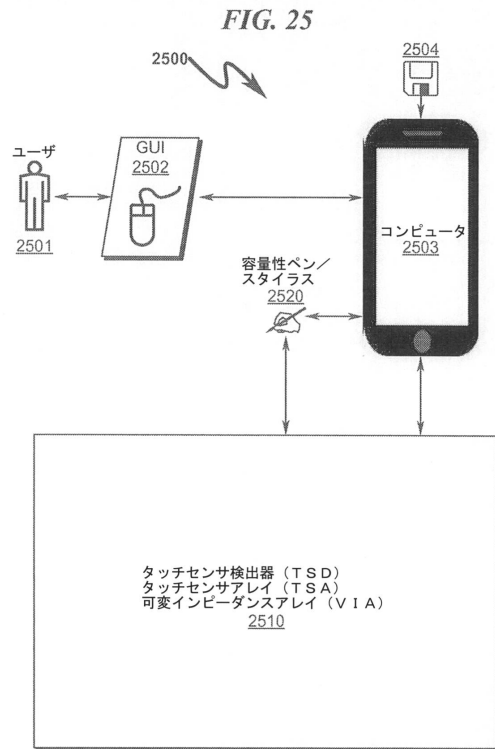 FIG. 25
2500
2504
ユーザ
2501
GUI
2502
コンピュータ
2503
容量性ペン／
スタイラス
2520
タッチセンサ検出器（ＴＳＤ）
タッチセンサアレイ（ＴＳＡ）
可変インピーダンスアレイ（ＶＩＡ）
2510